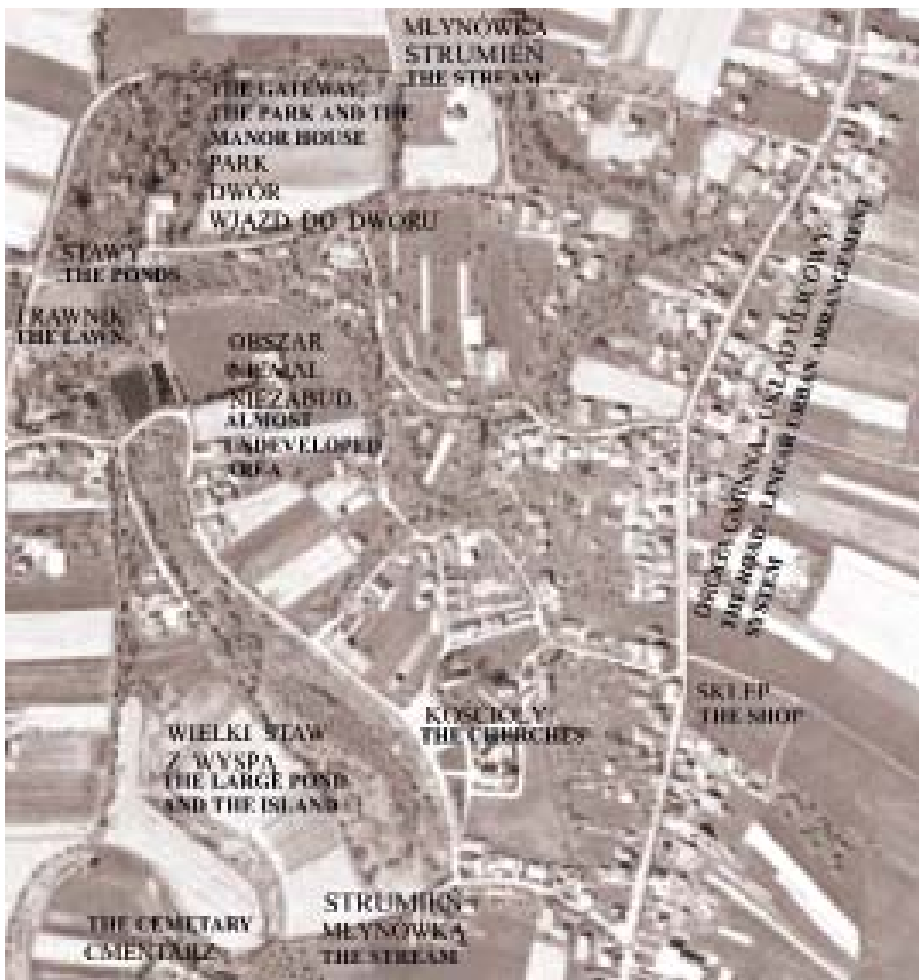 MŁYNÓWKA
STRUMIEŃ
THE STREAM
THE GATEWAY,
THE PARK AND THE
MANOR HOUSE
PARK
DWÓR
WJAZD DO DWORU
STAWY
THE PONDS
TRAWNIK
THE LAWN
OBSZAR
NIEMAL
NIEZABUD.
ALMOST
UNDEVELOPED
AREA
DROGA GMINNA - UKŁAD ULICOWY
THE ROAD - LINEAR URBAN ARRANGEMENT
SYSTEM
SKLEP
THE SHOP
KOŚCIOŁY
THE CHURCHES
WIELKI STAW
Z WYSPĄ
THE LARGE POND
AND THE ISLAND
THE CEMETARY
CMENTARZ
STRUMIEŃ
MŁYNÓWKA
THE STREAM